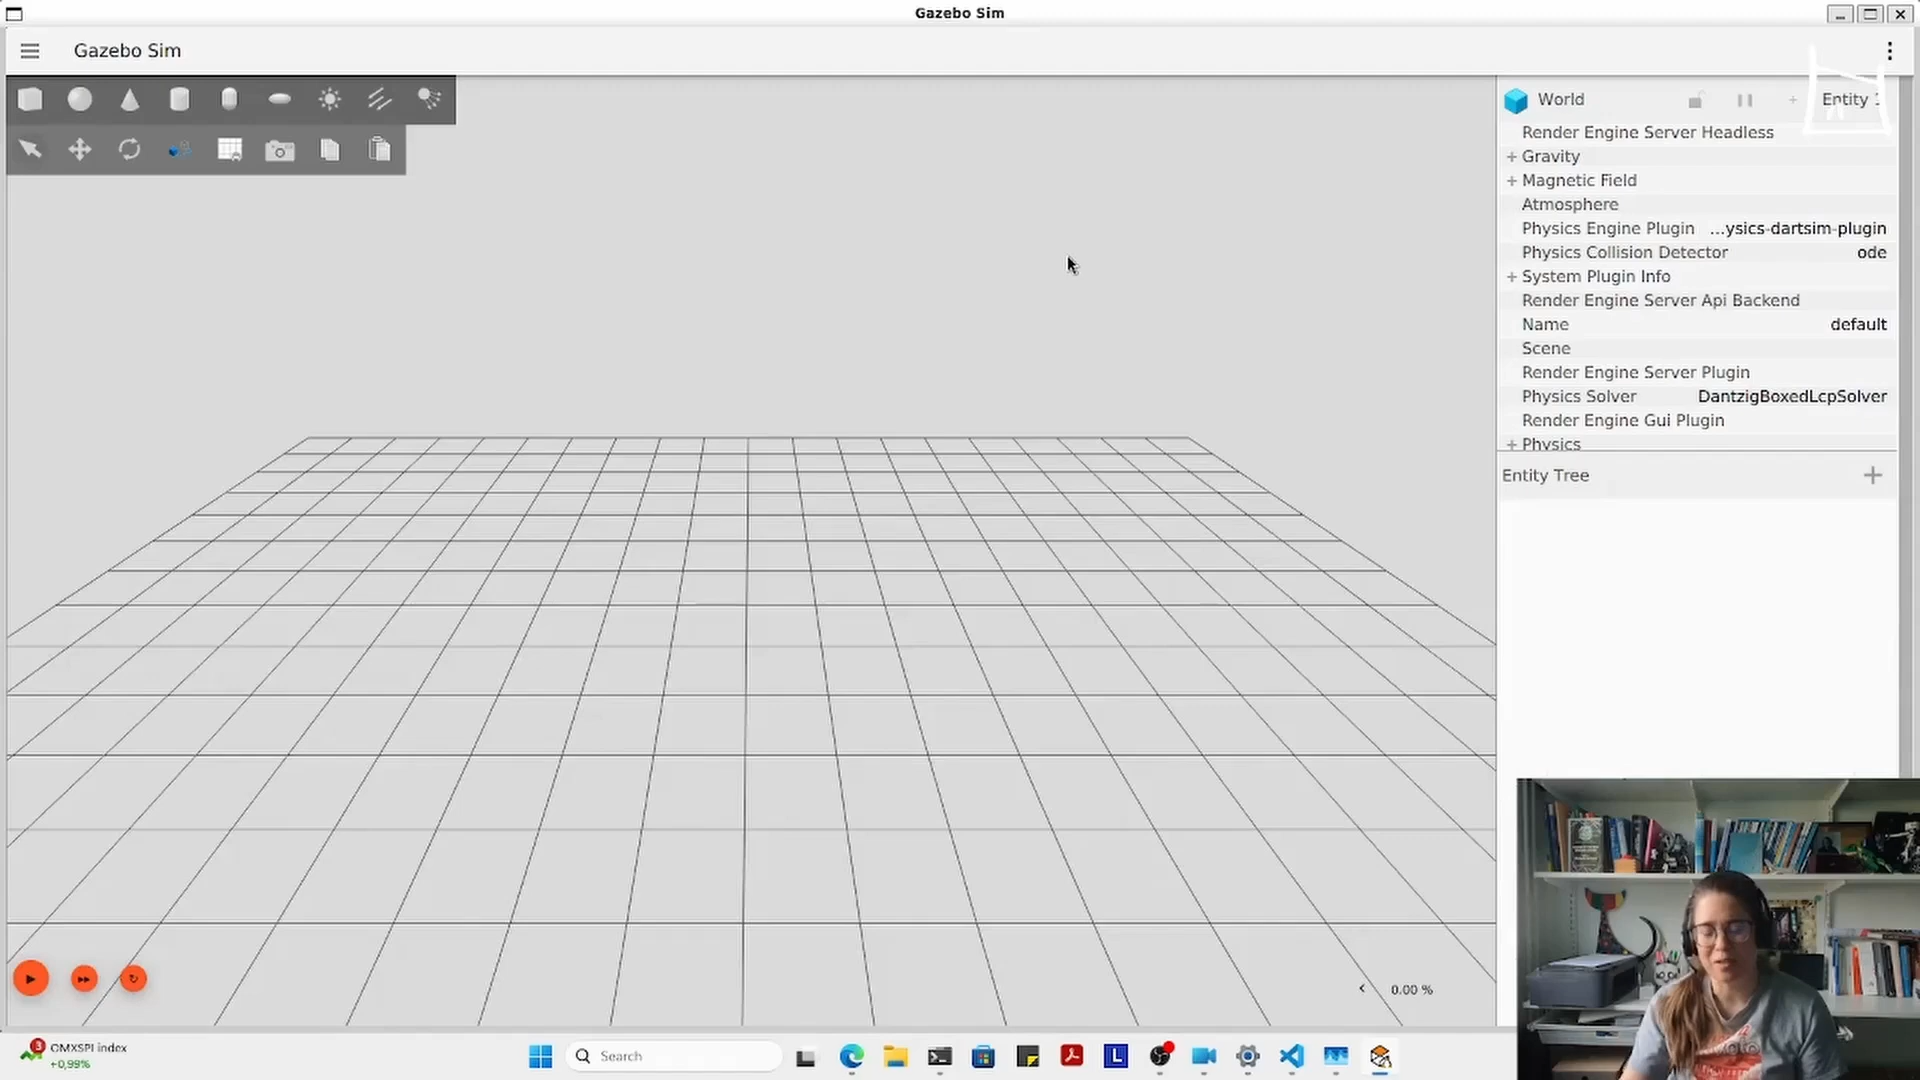 Gazebo Sim
Gazebo Sim
World
Entity 1
Render Engine Server Headless
+ Gravity
+ Magnetic Field
Atmosphere
Physics Engine Plugin ...ysics-dartsim-plugin
Physics Collision Detector ode
+ System Plugin Info
Render Engine Server Api Backend
Name default
Scene
Render Engine Server Plugin
Physics Solver DantzigBoxedLcpSolver
Render Engine Gui Plugin
+ Physics
Entity Tree
0.00 %
3
OMXSPI index
+0,99%
Search
L